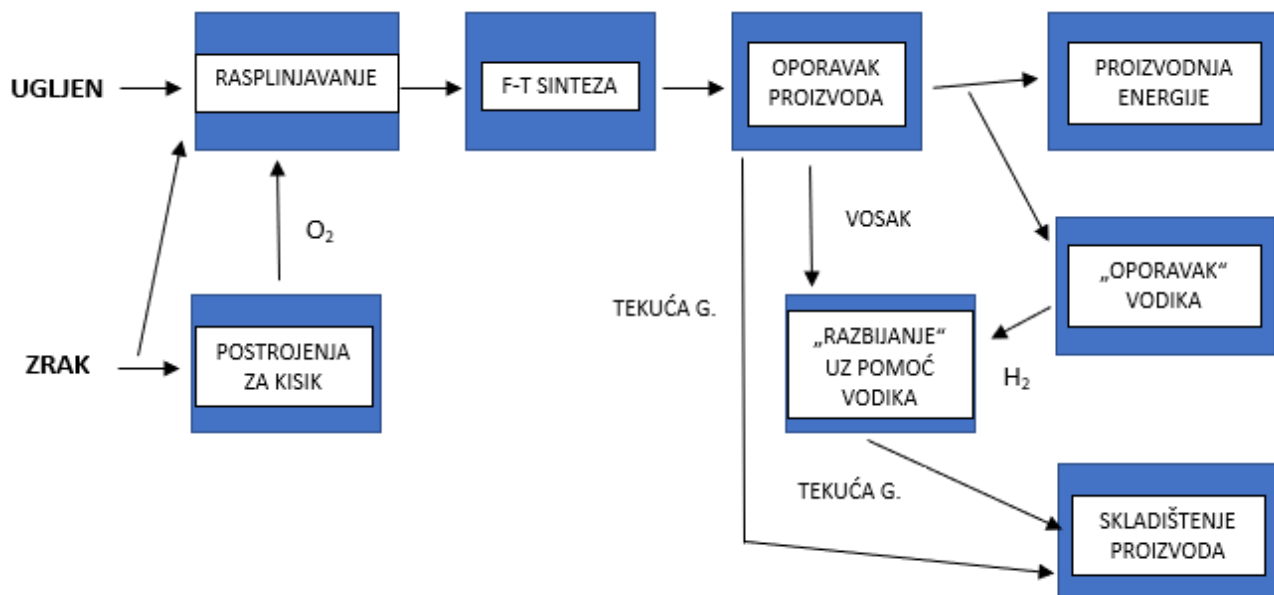 UGLJEN
RASPLINJAVANJE
F-T SINTEZA
OPORAVAK
PROIZVODA
PROIZVODNJA
ENERGIJE
O₂
VOSAK
„OPORAVAK“
VODIKA
TEKUĆA G.
ZRAK
POSTROJENJA
ZA KISIK
„RAZBIJANJE“
UZ POMOĆ
VODIKA
H₂
TEKUĆA G.
SKLADIŠTENJE
PROIZVODA